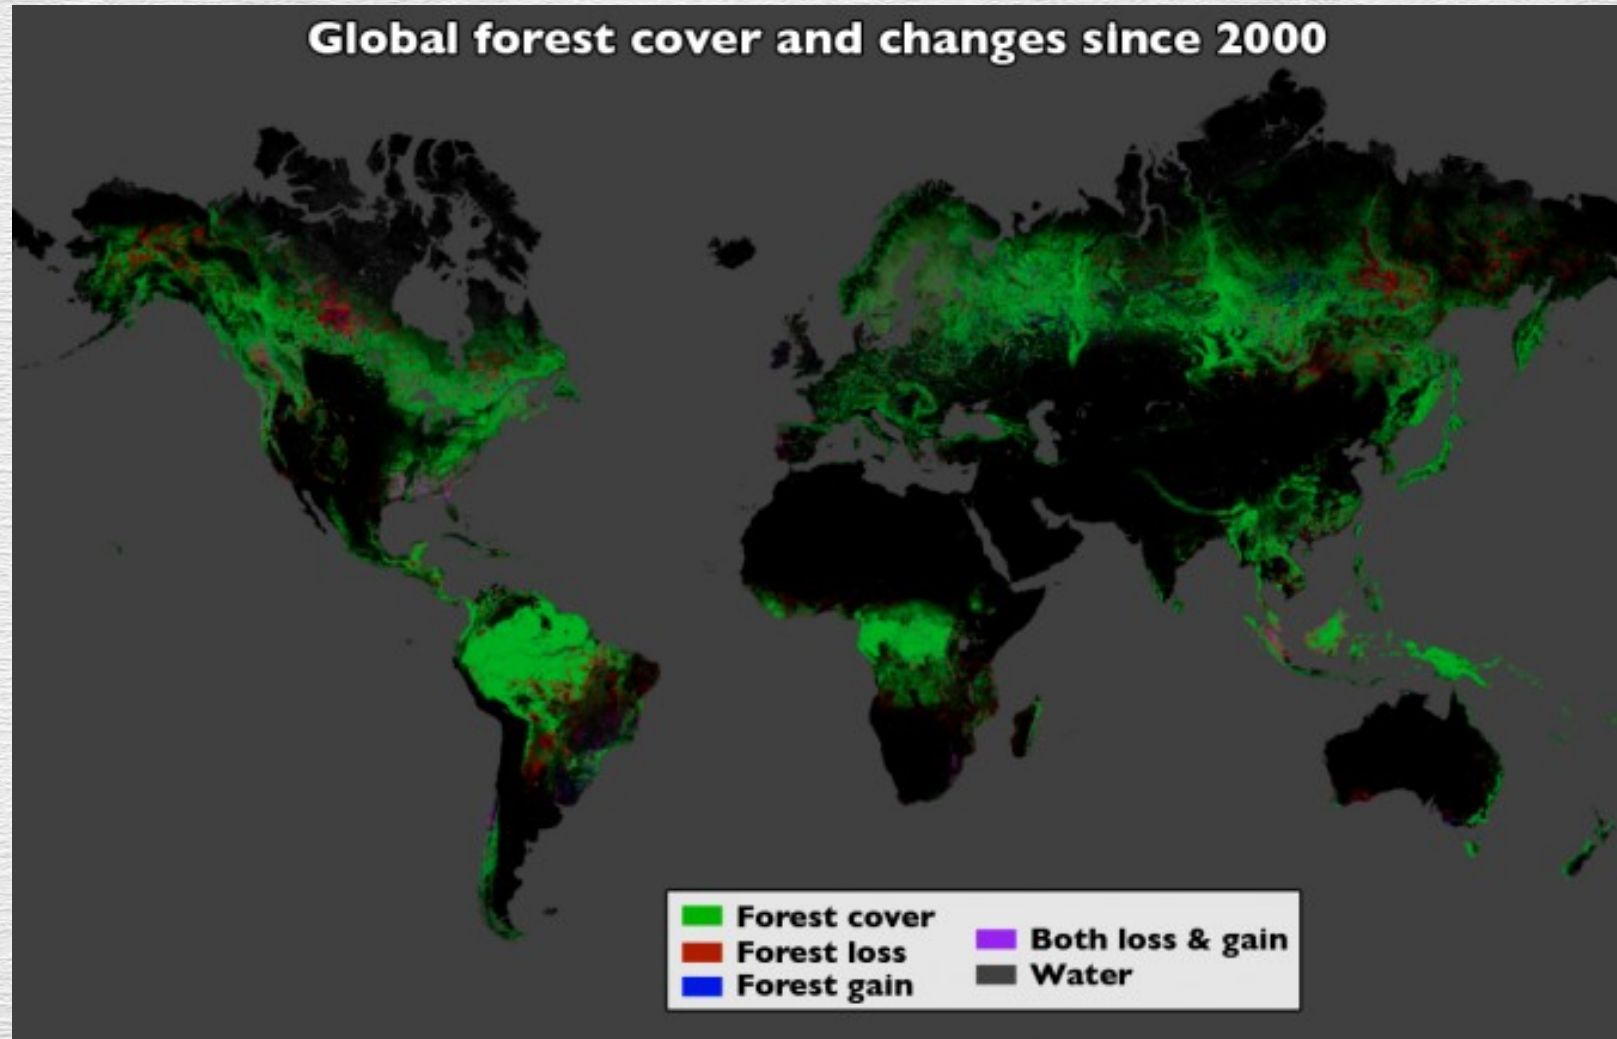 Global forest cover and changes since 2000
Forest cover
Forest loss
Forest gain
Both loss & gain
Water